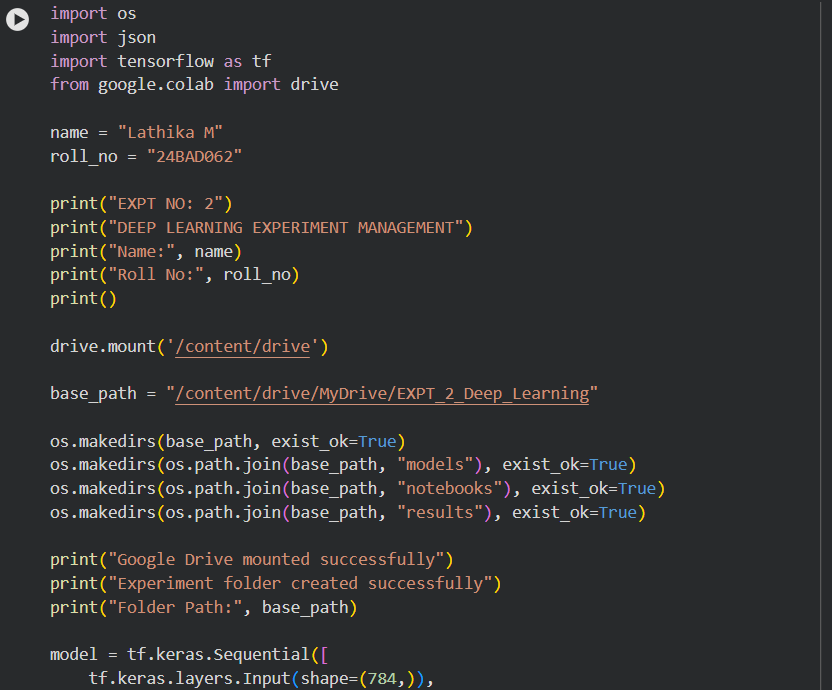 import os
import json
import tensorflow as tf
from google.colab import drive

name = "Lathika M"
roll_no = "24BAD062"

print("EXPT NO: 2")
print("DEEP LEARNING EXPERIMENT MANAGEMENT")
print("Name:", name)
print("Roll No:", roll_no)
print()

drive.mount('/content/drive')

base_path = "/content/drive/MyDrive/EXPT_2_Deep_Learning"

os.makedirs(base_path, exist_ok=True)
os.makedirs(os.path.join(base_path, "models"), exist_ok=True)
os.makedirs(os.path.join(base_path, "notebooks"), exist_ok=True)
os.makedirs(os.path.join(base_path, "results"), exist_ok=True)

print("Google Drive mounted successfully")
print("Experiment folder created successfully")
print("Folder Path:", base_path)

model = tf.keras.Sequential([
    tf.keras.layers.Input(shape=(784,)),